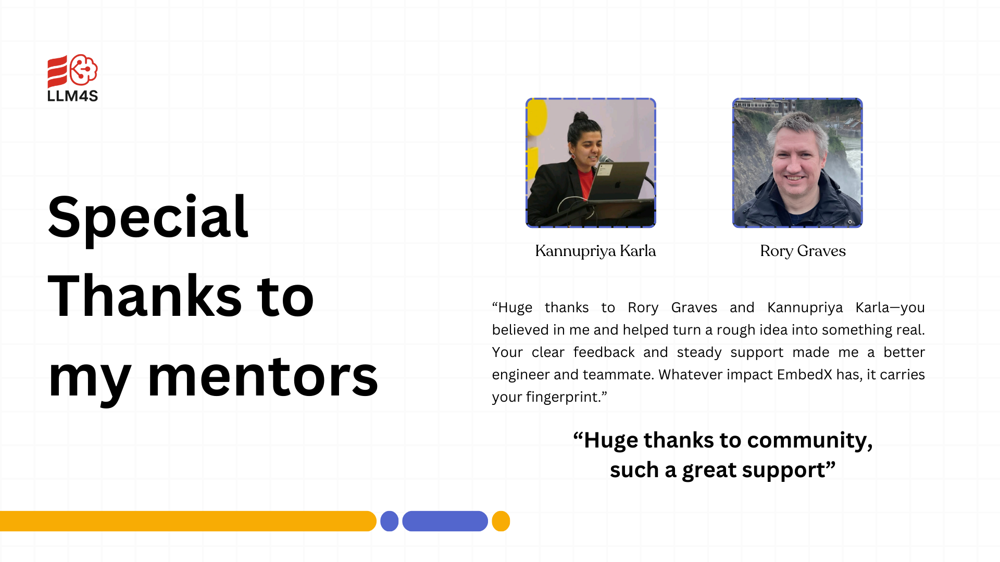 LLM4S
Special
Thanks to
my mentors
Kannupriya Karla
Rory Graves
“Huge thanks to Rory Graves and Kannupriya Karla—you
believed in me and helped turn a rough idea into something real.
Your clear feedback and steady support made me a better
engineer and teammate. Whatever impact EmbedX has, it carries
your fingerprint.”
“Huge thanks to community,
such a great support”